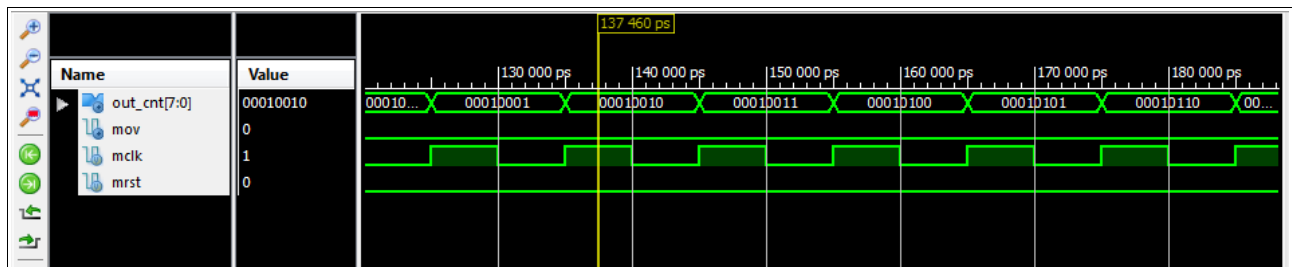 137 460 ps
Name Value
130 000 ps 140 000 ps 150 000 ps 160 000 ps 170 000 ps 180 000 ps
out_cnt[7:0] 00010010 00010... 00010001 00010010 00010011 00010100 00010101 00010110 00...
mov 0
mclk 1
mrst 0